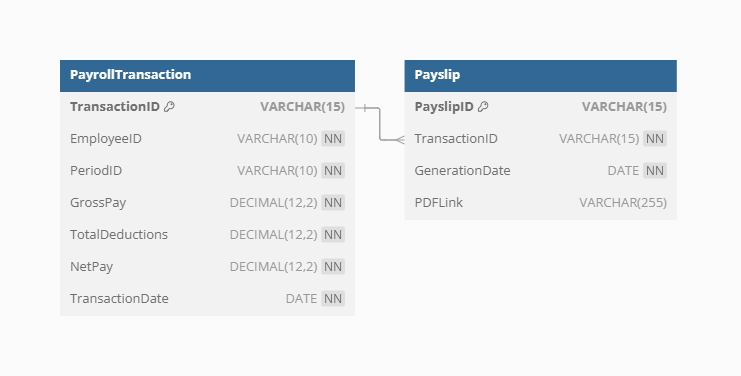 PayrollTransaction
TransactionID VARCHAR(15)
EmployeeID VARCHAR(10) NN
PeriodID VARCHAR(10) NN
GrossPay DECIMAL(12,2) NN
TotalDeductions DECIMAL(12,2) NN
NetPay DECIMAL(12,2) NN
TransactionDate DATE NN
Payslip
PayslipID VARCHAR(15)
TransactionID VARCHAR(15) NN
GenerationDate DATE NN
PDFLink VARCHAR(255)